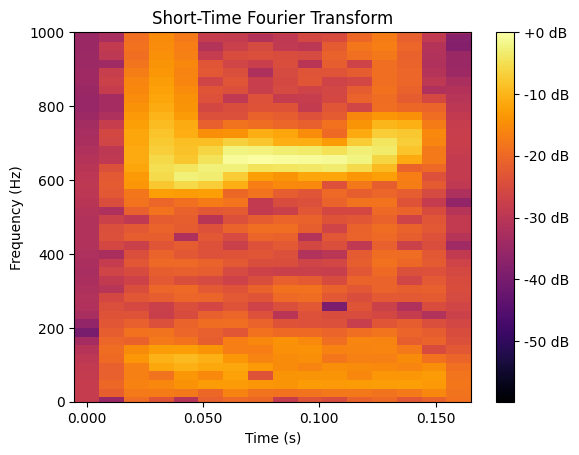 Short-Time Fourier Transform
1000
800
600
400
200
0
Frequency (Hz)
0.000
0.050
0.100
0.150
Time (s)
+0 dB
-10 dB
-20 dB
-30 dB
-40 dB
-50 dB